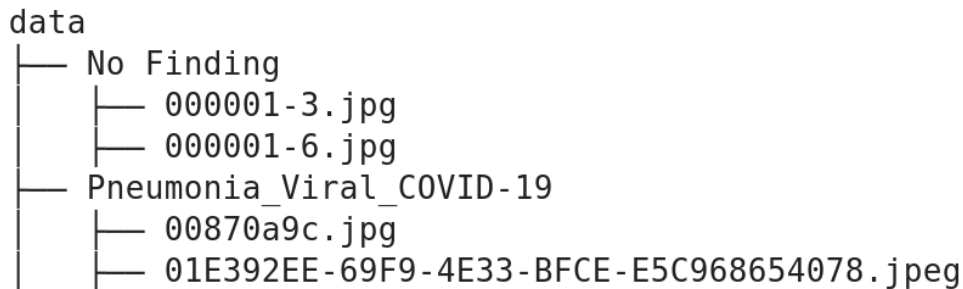 data
├── No Finding
│   ├── 000001-3.jpg
│   ├── 000001-6.jpg
├── Pneumonia_Viral_COVID-19
│   ├── 00870a9c.jpg
│   ├── 01E392EE-69F9-4E33-BFCE-E5C968654078.jpeg